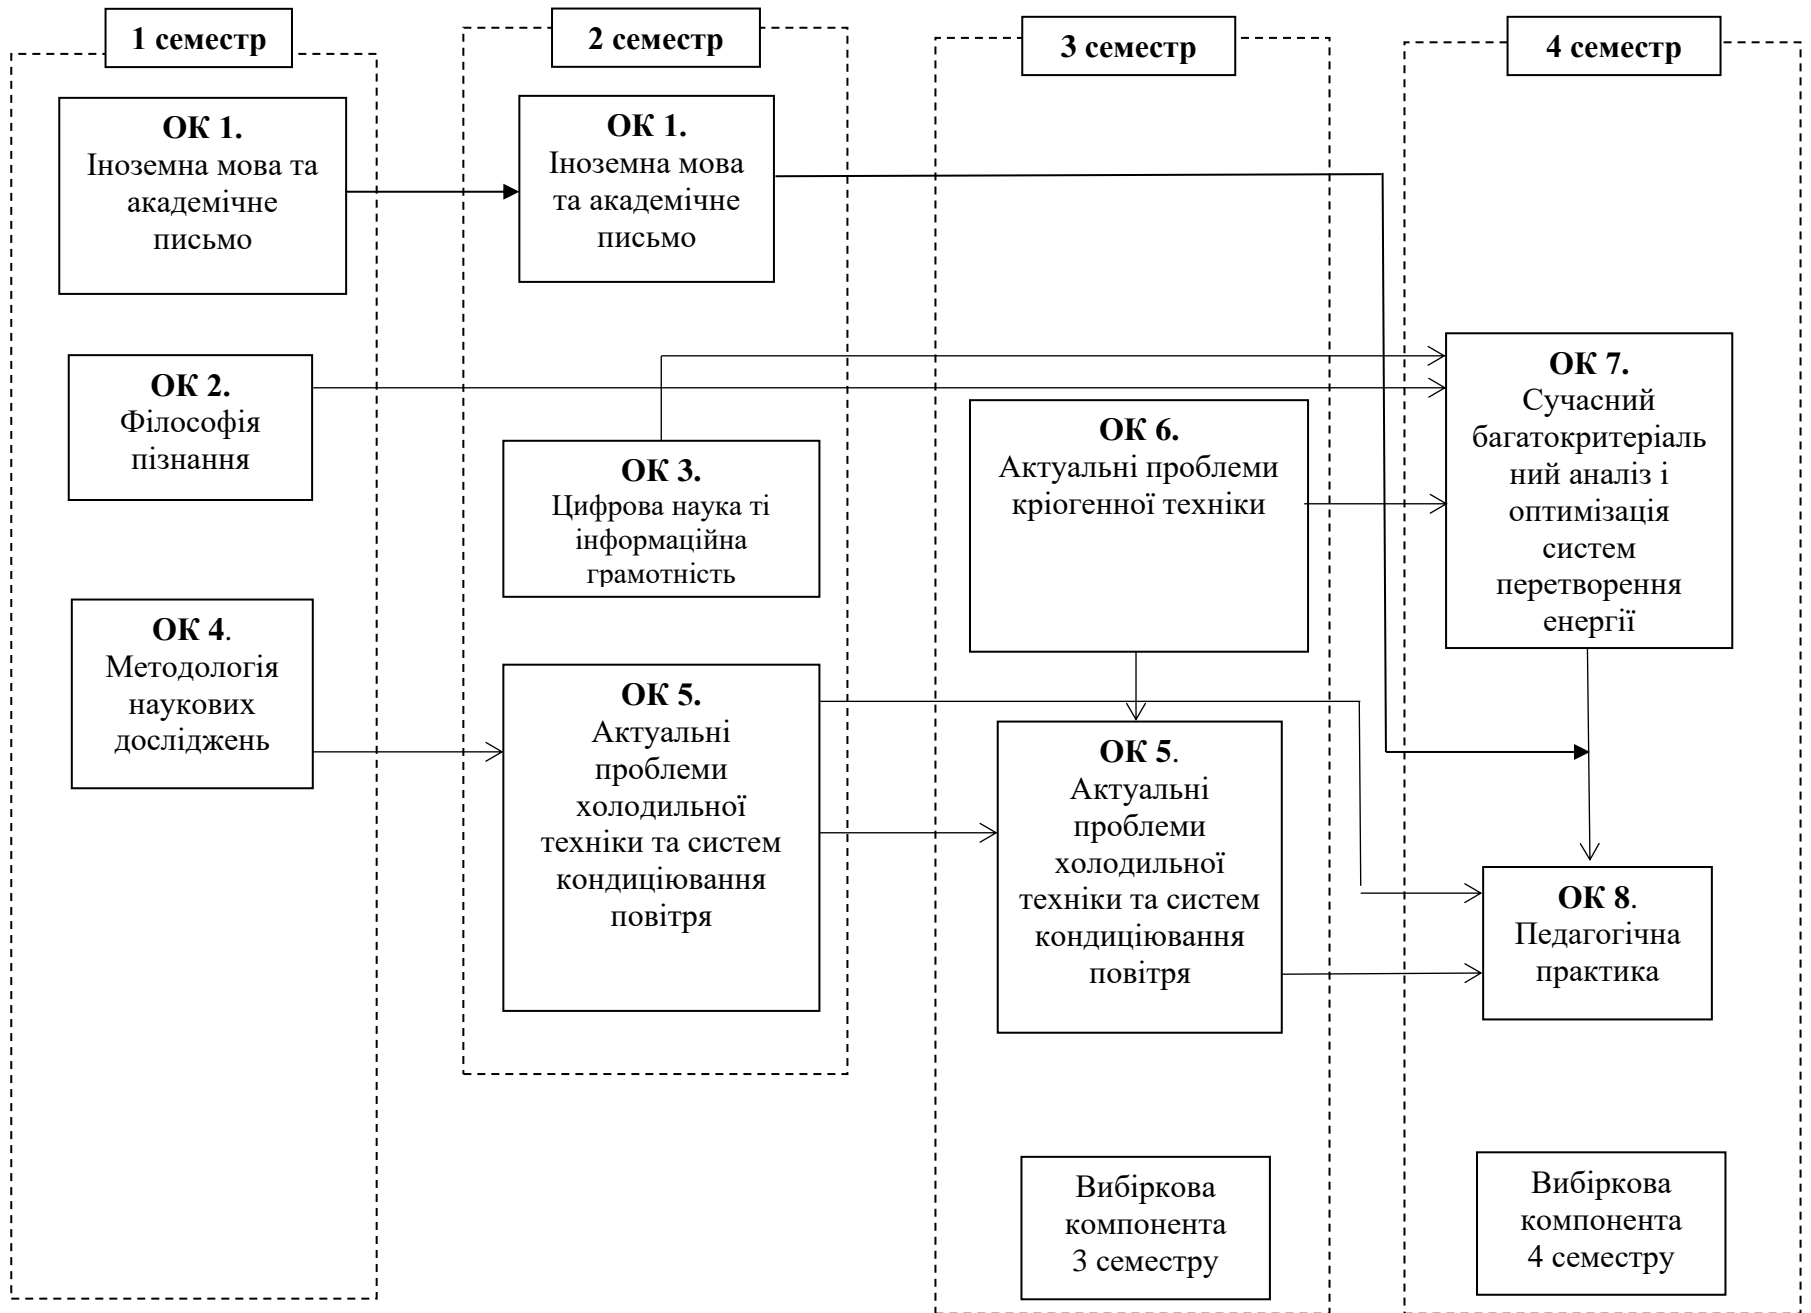 1 семестр
ОК 1.
Іноземна мова та
академічне
письмо
ОК 2.
Філософія
пізнання
ОК 4.
Методологія
наукових
досліджень
2 семестр
ОК 1.
Іноземна мова
та академічне
письмо
ОК 3.
Цифрова наука ті
інформаційна
грамотність
ОК 5.
Актуальні
проблеми
холодильної
техніки та систем
кондиціювання
повітря
3 семестр
ОК 6.
Актуальні проблеми
кріогенної техніки
ОК 5.
Актуальні
проблеми
холодильної
техніки та систем
кондиціювання
повітря
Вибіркова
компонента
3 семестру
4 семестр
ОК 7.
Сучасний
багатокритеріаль
ний аналіз і
оптимізація
систем
перетворення
енергії
ОК 8.
Педагогічна
практика
Вибіркова
компонента
4 семестру